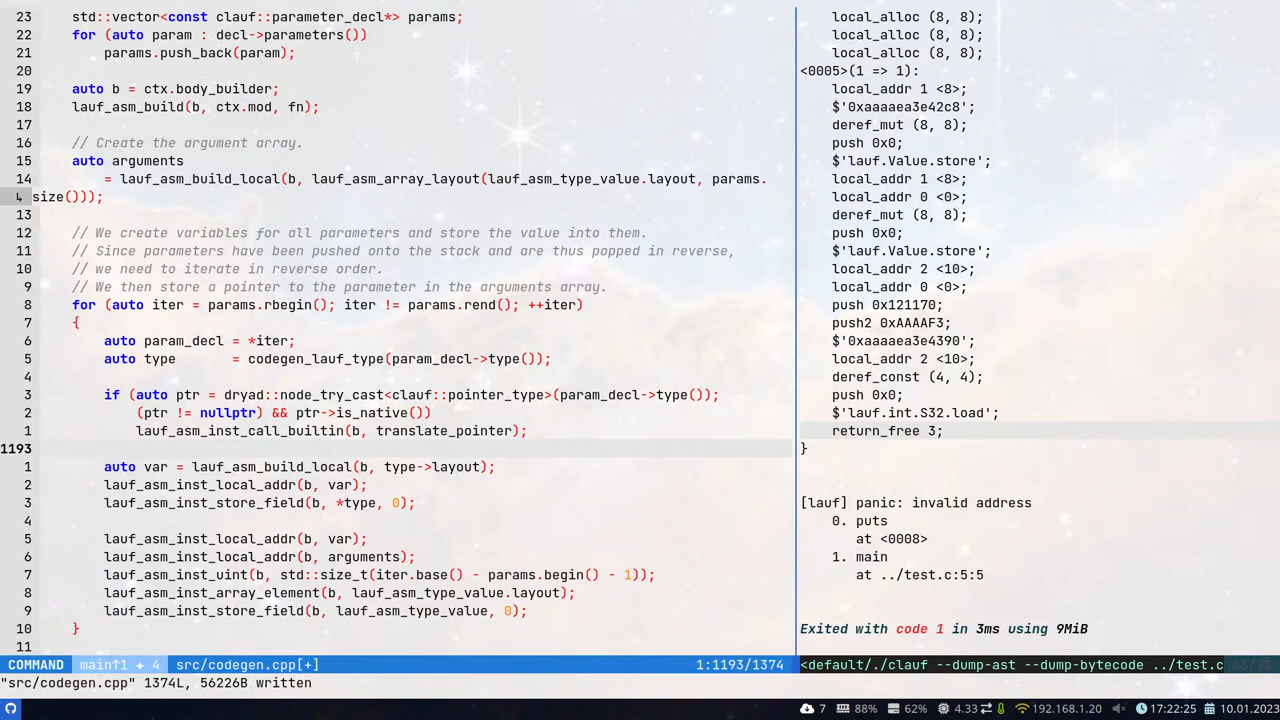 23     std::vector<const clauf::parameter_decl*> params;
22     for (auto param : decl->parameters())
21         params.push_back(param);
20
19     auto b = ctx.body_builder;
18     lauf_asm_build(b, ctx.mod, fn);
17
16     // Create the argument array.
15     auto arguments
14         = lauf_asm_build_local(b, lauf_asm_array_layout(lauf_asm_type_value.layout, params.
↳ size()));
13
12     // We create variables for all parameters and store the value into them.
11     // Since parameters have been pushed onto the stack and are thus popped in reverse,
10     // we need to iterate in reverse order.
9     // We then store a pointer to the parameter in the arguments array.
8     for (auto iter = params.rbegin(); iter != params.rend(); ++iter)
7     {
6         auto param_decl = *iter;
5         auto type       = codegen_lauf_type(param_decl->type());
4
3         if (auto ptr = dryad::node_try_cast<clauf::pointer_type>(param_decl->type());
2             (ptr != nullptr) && ptr->is_native())
1             lauf_asm_inst_call_builtin(b, translate_pointer);
1193
1         auto var = lauf_asm_build_local(b, type->layout);
2         lauf_asm_inst_local_addr(b, var);
3         lauf_asm_inst_store_field(b, *type, 0);
4
5         lauf_asm_inst_local_addr(b, var);
6         lauf_asm_inst_local_addr(b, arguments);
7         lauf_asm_inst_uint(b, std::size_t(iter.base() - params.begin() - 1));
8         lauf_asm_inst_array_element(b, lauf_asm_type_value.layout);
9         lauf_asm_inst_store_field(b, lauf_asm_type_value, 0);
10     }
11
COMMAND main↑1 + 4 src/codegen.cpp[+] 1:1193/1374
"src/codegen.cpp" 1374L, 56226B written
    local_alloc (8, 8);
    local_alloc (8, 8);
    local_alloc (8, 8);
<0005>(1 => 1):
    local_addr 1 <8>;
    $'0xaaaaea3e42c8';
    deref_mut (8, 8);
    push 0x0;
    $'lauf.Value.store';
    local_addr 1 <8>;
    local_addr 0 <0>;
    deref_mut (8, 8);
    push 0x0;
    $'lauf.Value.store';
    local_addr 2 <10>;
    local_addr 0 <0>;
    push 0x121170;
    push2 0xAAAAF3;
    $'0xaaaaea3e4390';
    local_addr 2 <10>;
    deref_const (4, 4);
    push 0x0;
    $'lauf.int.S32.load';
    return_free 3;
}
[lauf] panic: invalid address
    0. puts
       at <0008>
    1. main
       at ../test.c:5:5
Exited with code 1 in 3ms using 9MiB
<default/./clauf --dump-ast --dump-bytecode ../test.c
7 88% 62% 4.33 192.168.1.20 17:22:25 10.01.2023